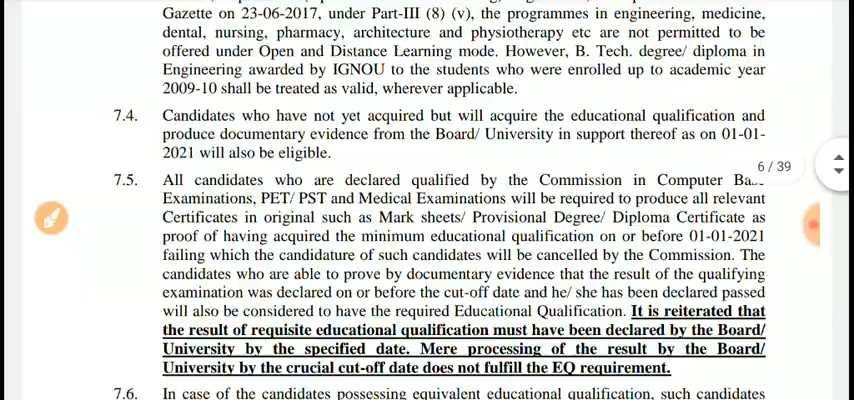 Gazette on 23-06-2017, under Part-III (8) (v), the programmes in engineering, medicine,
dental, nursing, pharmacy, architecture and physiotherapy etc are not permitted to be
offered under Open and Distance Learning mode. However, B. Tech. degree/ diploma in
Engineering awarded by IGNOU to the students who were enrolled up to academic year
2009-10 shall be treated as valid, wherever applicable.
7.4. Candidates who have not yet acquired but will acquire the educational qualification and
produce documentary evidence from the Board/ University in support thereof as on 01-01-
2021 will also be eligible.
6 / 39
7.5. All candidates who are declared qualified by the Commission in Computer
Examinations, PET/ PST and Medical Examinations will be required to produce all relevant
Certificates in original such as Mark sheets/ Provisional Degree/ Diploma Certificate as
proof of having acquired the minimum educational qualification on or before 01-01-2021
failing which the candidature of such candidates will be cancelled by the Commission. The
candidates who are able to prove by documentary evidence that the result of the qualifying
examination was declared on or before the cut-off date and he/ she has been declared passed
will also be considered to have the required Educational Qualification. It is reiterated that
the result of requisite educational qualification must have been declared by the Board/
University by the specified date. Mere processing of the result by the Board/
University by the crucial cut-off date does not fulfill the EQ requirement.
7.6. In case of the candidates possessing equivalent educational qualification, such candidates